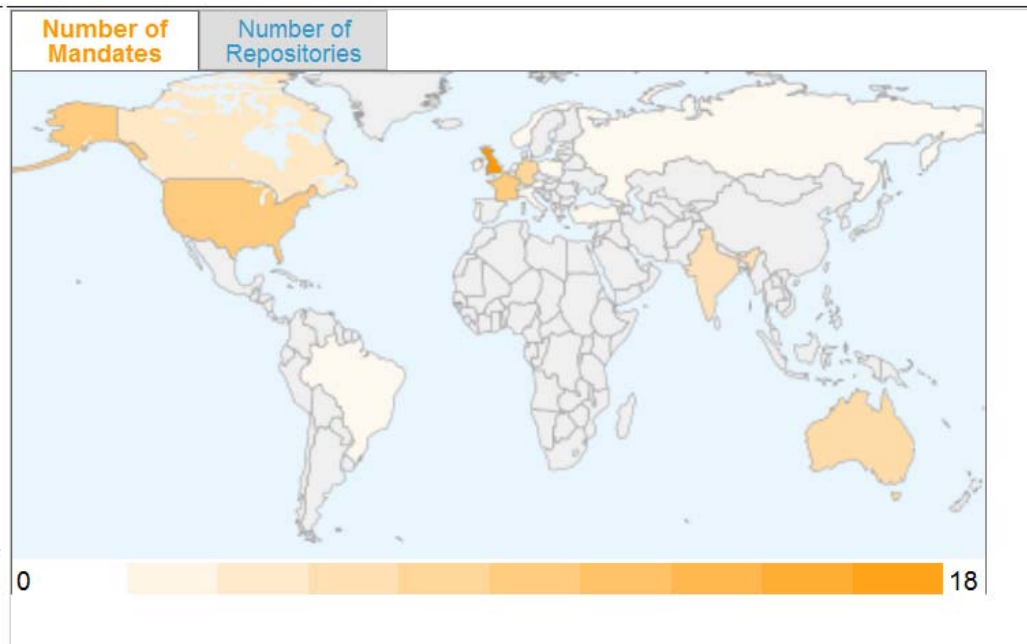 Number of
Mandates
Number of
Repositories
0
18